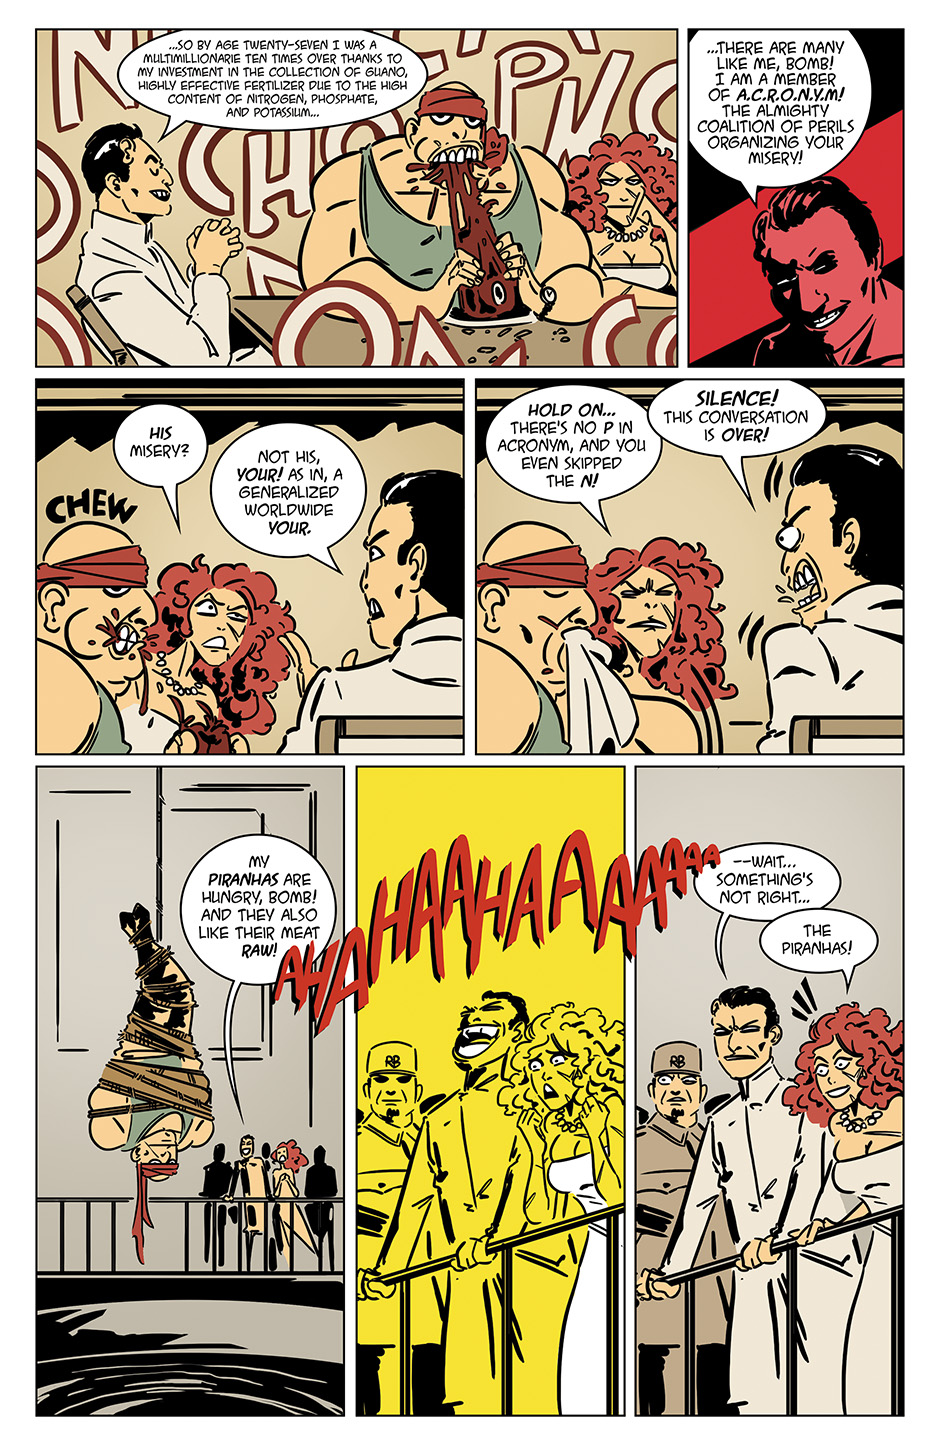 ...SO BY AGE TWENTY-SEVEN I WAS A
MULTIMILLIONARIE TEN TIMES OVER THANKS TO
MY INVESTMENT IN THE COLLECTION OF GUANO,
HIGHLY EFFECTIVE FERTILIZER DUE TO THE HIGH
CONTENT OF NITROGEN, PHOSPHATE,
AND POTASSIUM...
...THERE ARE MANY
LIKE ME, BOMB!
I AM A MEMBER
OF A.C.R.O.N.Y.M!
THE ALMIGHTY
COALITION OF PERILS
ORGANIZING YOUR
MISERY!
CHEW
HIS
MISERY?
NOT HIS,
YOUR! AS IN, A
GENERALIZED
WORLDWIDE
YOUR.
HOLD ON...
THERE'S NO P IN
ACRONYM, AND YOU
EVEN SKIPPED
THE N!
SILENCE!
THIS CONVERSATION
IS OVER!
MY
PIRANHAS ARE
HUNGRY, BOMB!
AND THEY ALSO
LIKE THEIR MEAT
RAW!
AHAHAAHAAAAAAAA
RB
--WAIT...
SOMETHING'S
NOT RIGHT...
THE
PIRANHAS!
RB